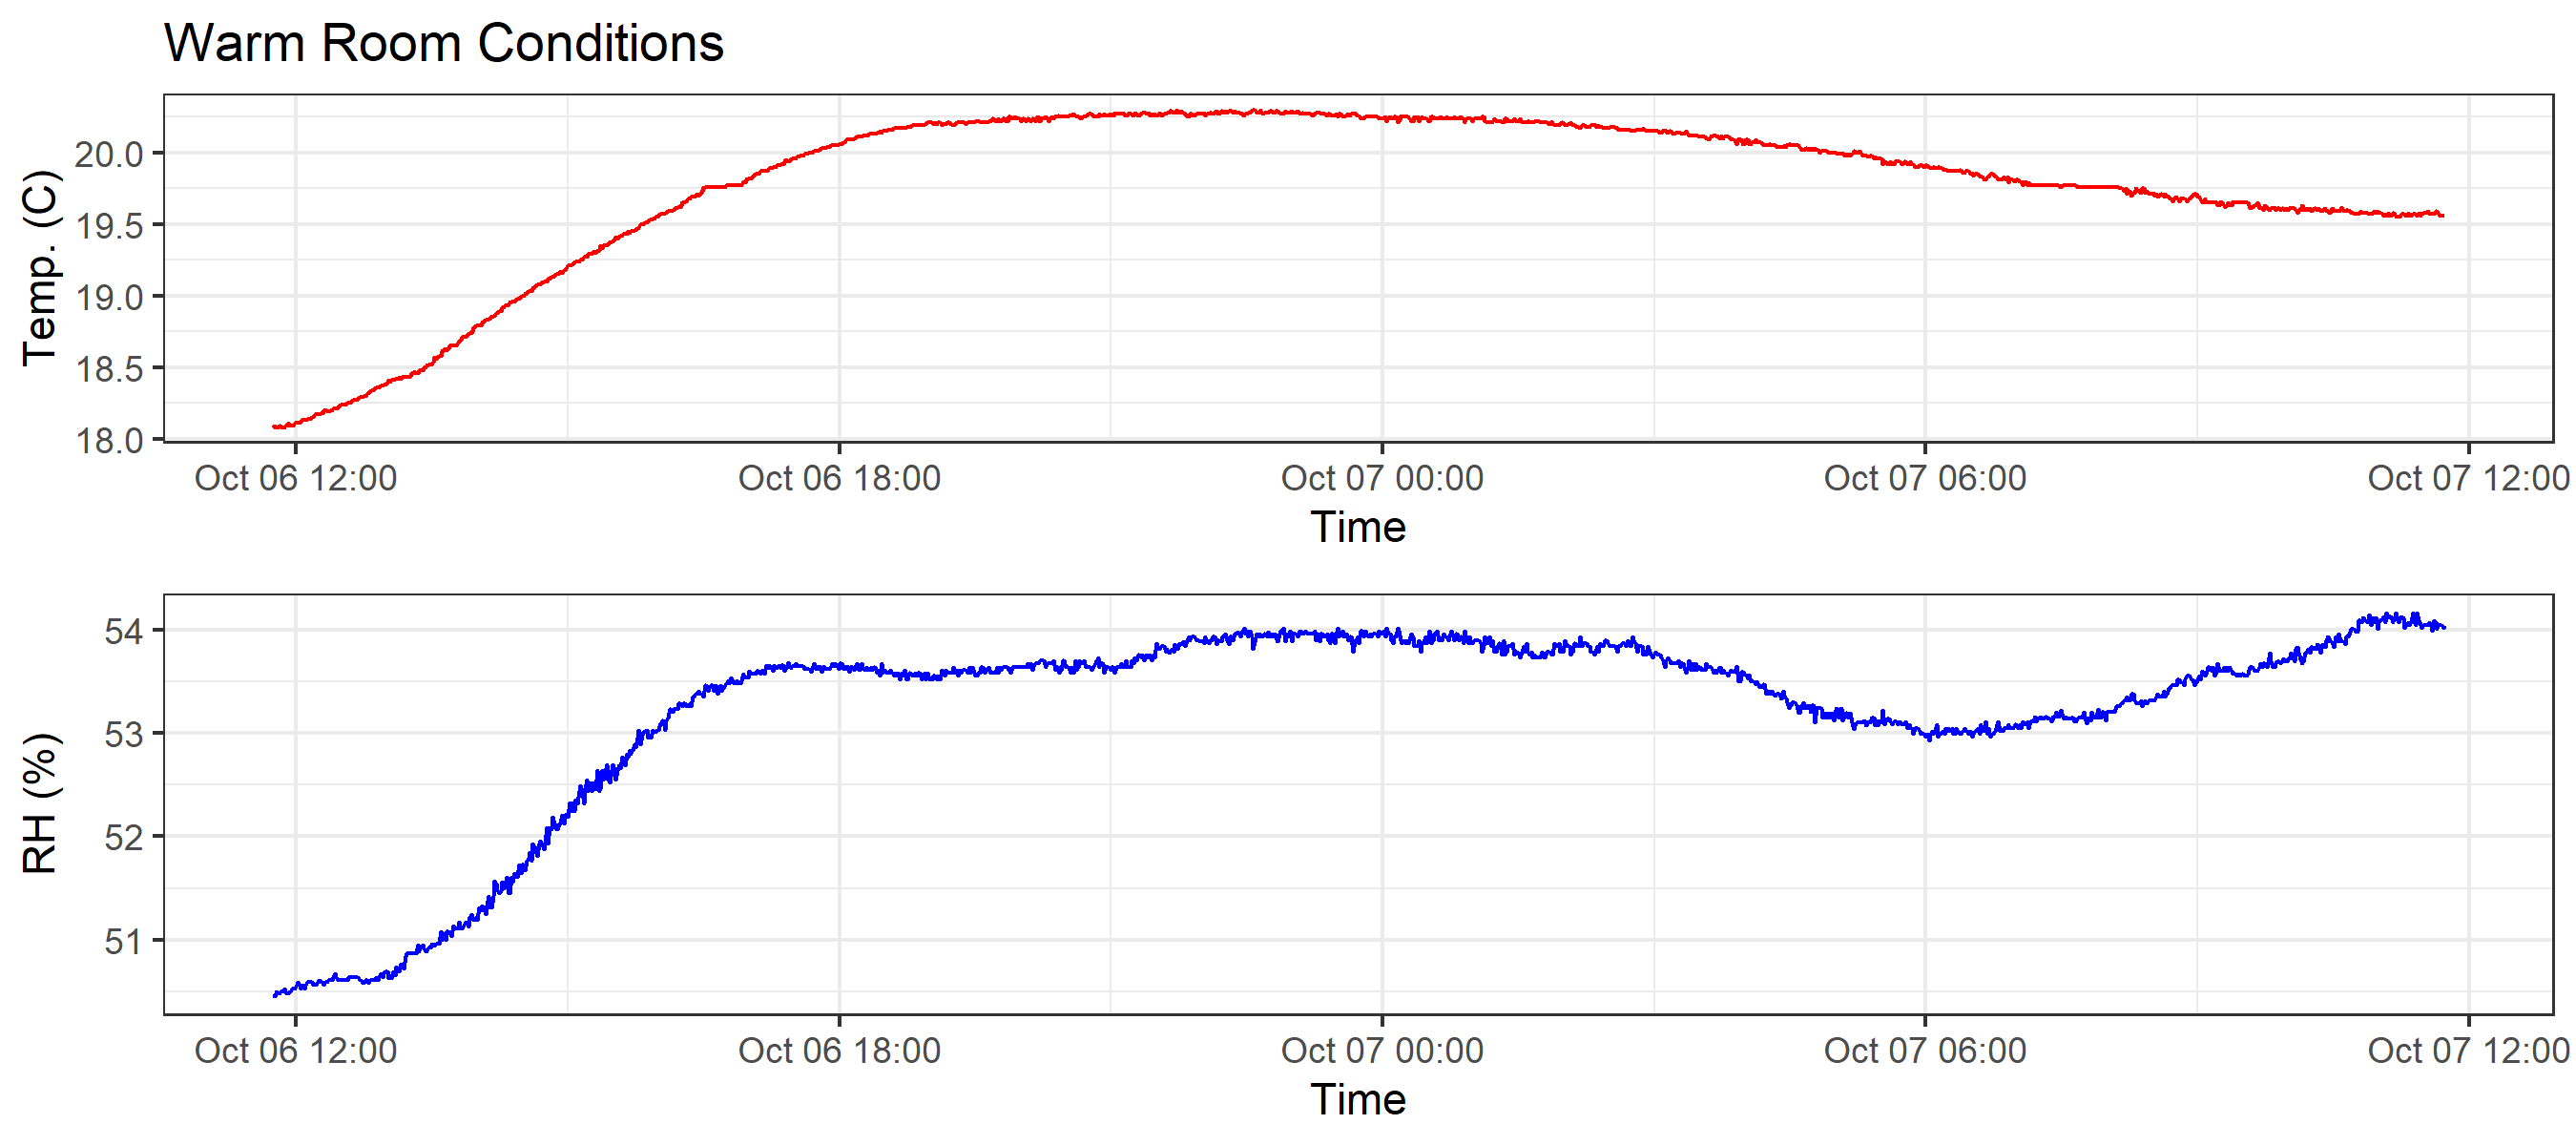 Warm Room Conditions
Temp. (C)
20.0
19.5
19.0
18.5
18.0
Oct 06 12:00 Oct 06 18:00 Oct 07 00:00 Oct 07 06:00 Oct 07 12:00
Time
RH (%)
54
53
52
51
Oct 06 12:00 Oct 06 18:00 Oct 07 00:00 Oct 07 06:00 Oct 07 12:00
Time